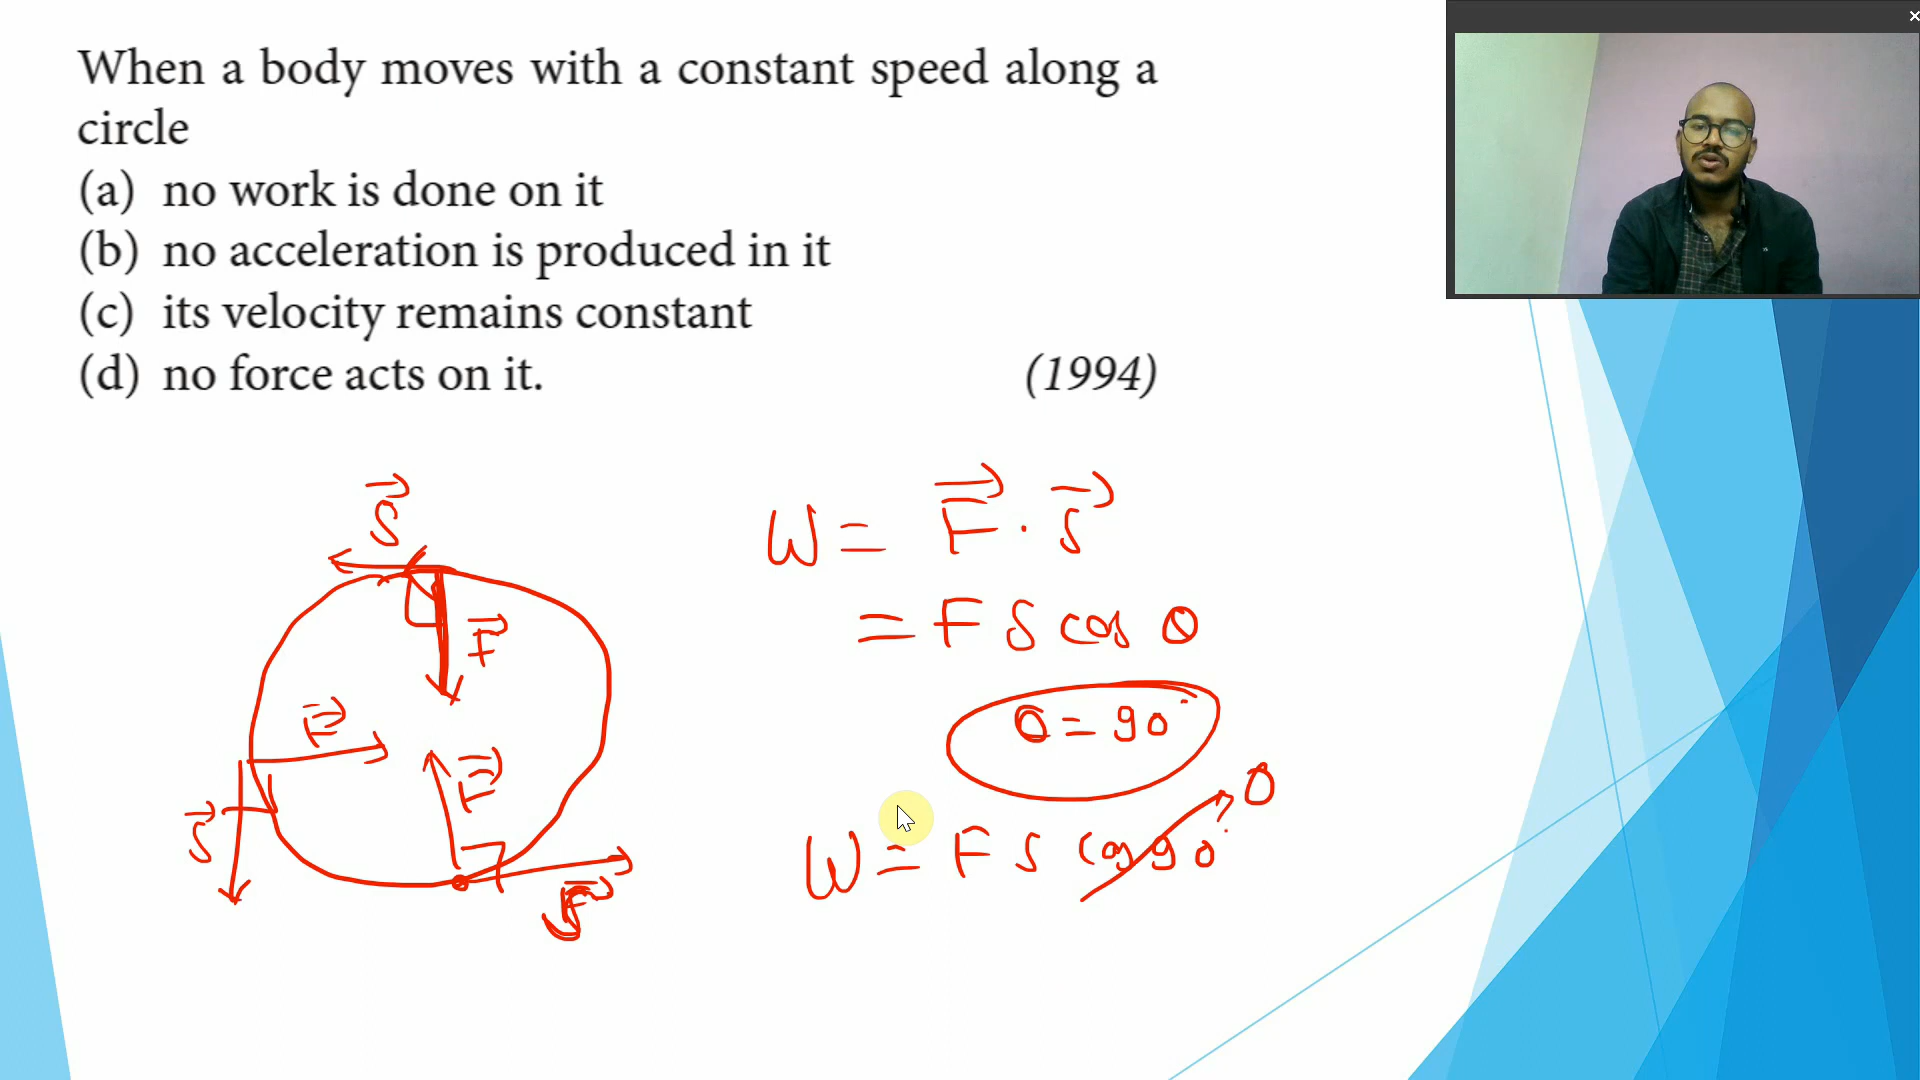 When a body moves with a constant speed along a
circle
(a) no work is done on it
(b) no acceleration is produced in it
(c) its velocity remains constant
(d) no force acts on it. (1994)
S⃗
F⃗
F⃗
S⃗
F⃗
W = F⃗ · s⃗
= F S cos θ
θ = 90°
W = F S cos 90° 0